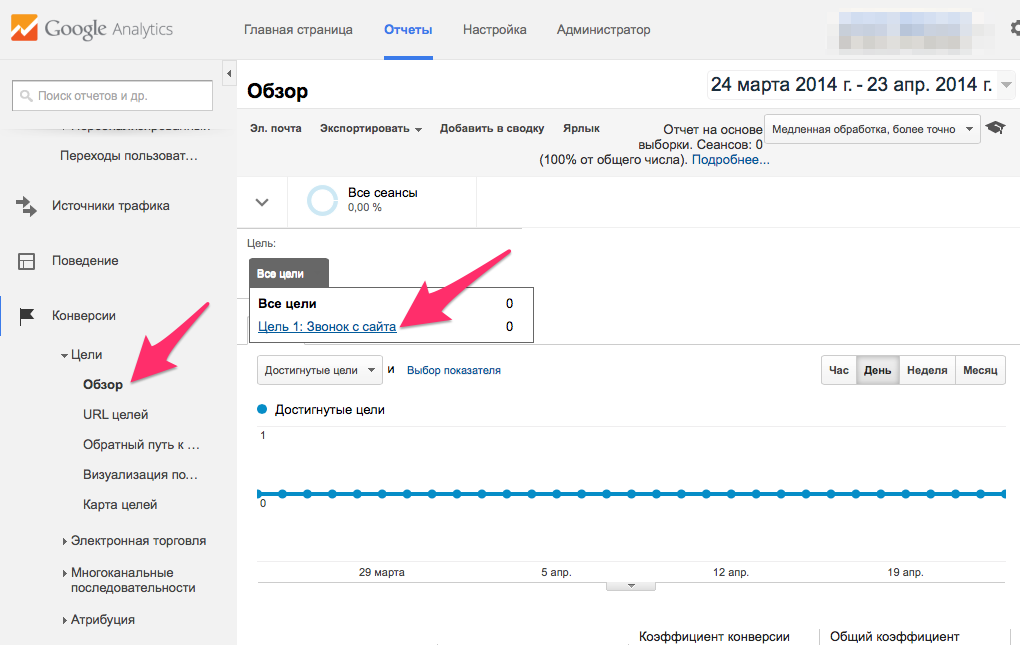 Google Analytics
Главная страница
Отчеты
Настройка
Администратор
Поиск отчетов и др.
Переходы пользоват…
Источники трафика
Поведение
Конверсии
Цели
Обзор
URL целей
Обратный путь к …
Визуализация по…
Карта целей
Электронная торговля
Многоканальные
последовательности
Атрибуция
Обзор
24 марта 2014 г. - 23 апр. 2014 г.
Эл. почта
Экспортировать
Добавить в сводку
Ярлык
Отчет на основе
выборки. Сеансов: 0
(100% от общего числа). Подробнее...
Медленная обработка, более точно
Все сеансы
0,00 %
Цель:
Все цели
Все цели 0
Цель 1: Звонок с сайта 0
Достигнутые цели и Выбор показателя
Час
День
Неделя
Месяц
Достигнутые цели
1
0
29 марта
5 апр.
12 апр.
19 апр.
Коэффициент конверсии
Общий коэффициент